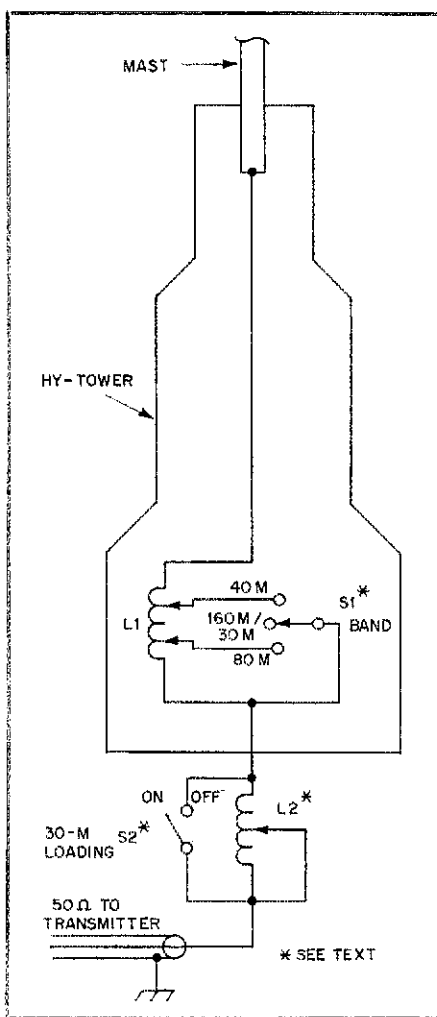 MAST
HY-TOWER
40 M
S1*
160 M/
30 M
BAND
L1
80 M
ON OFF
L2*
30-M
LOADING S2*
50 Ω TO
TRANSMITTER
* SEE TEXT